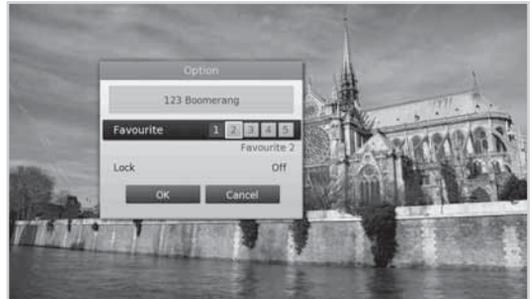 Option
123 Boomerang
Favourite 1 2 3 4 5
Favourite 2
Lock Off
OK Cancel